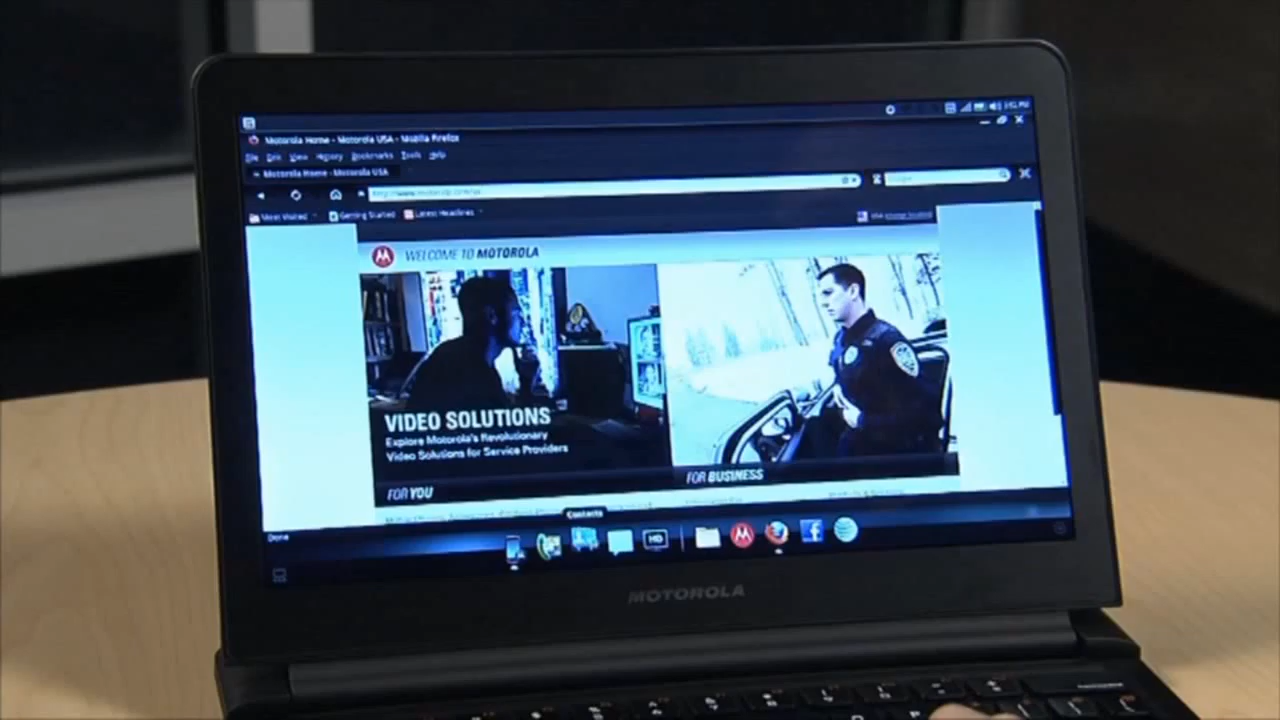 Motorola Home - Motorola USA - Mozilla Firefox
File Edit View History Bookmarks Tools Help
Motorola Home - Motorola USA
Most Visited Getting Started Latest Headlines
USA
WELCOME TO MOTOROLA
VIDEO SOLUTIONS
Explore Motorola's Revolutionary
Video Solutions for Service Providers
FOR YOU
FOR BUSINESS
Contacts
Done
HD
MOTOROLA